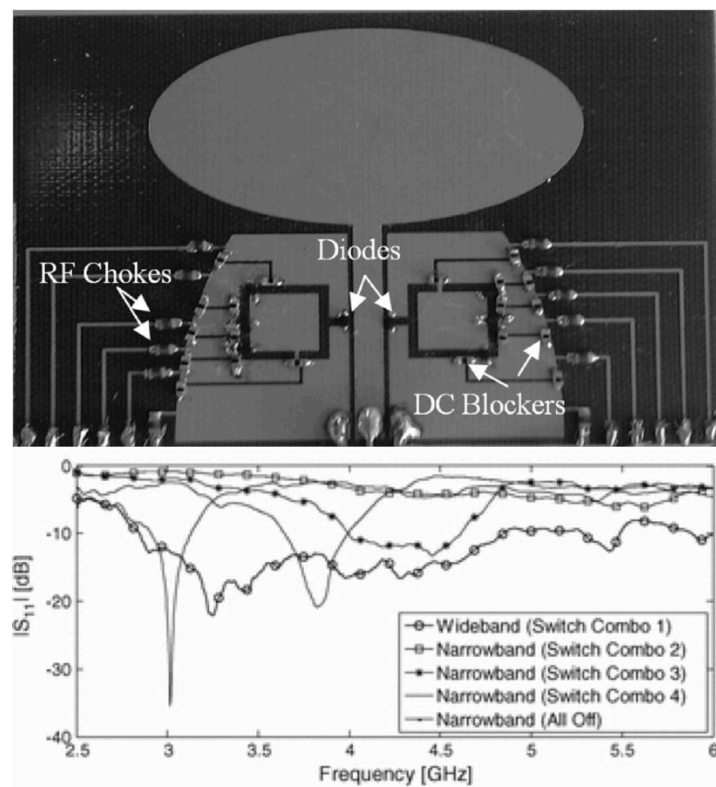 Diodes
RF Chokes
DC Blockers
0
-10
-20
-30
-40
|S11| [dB]
2.5
3
3.5
4
4.5
5
5.5
6
Frequency [GHz]
Wideband (Switch Combo 1)
Narrowband (Switch Combo 2)
Narrowband (Switch Combo 3)
Narrowband (Switch Combo 4)
Narrowband (All Off)